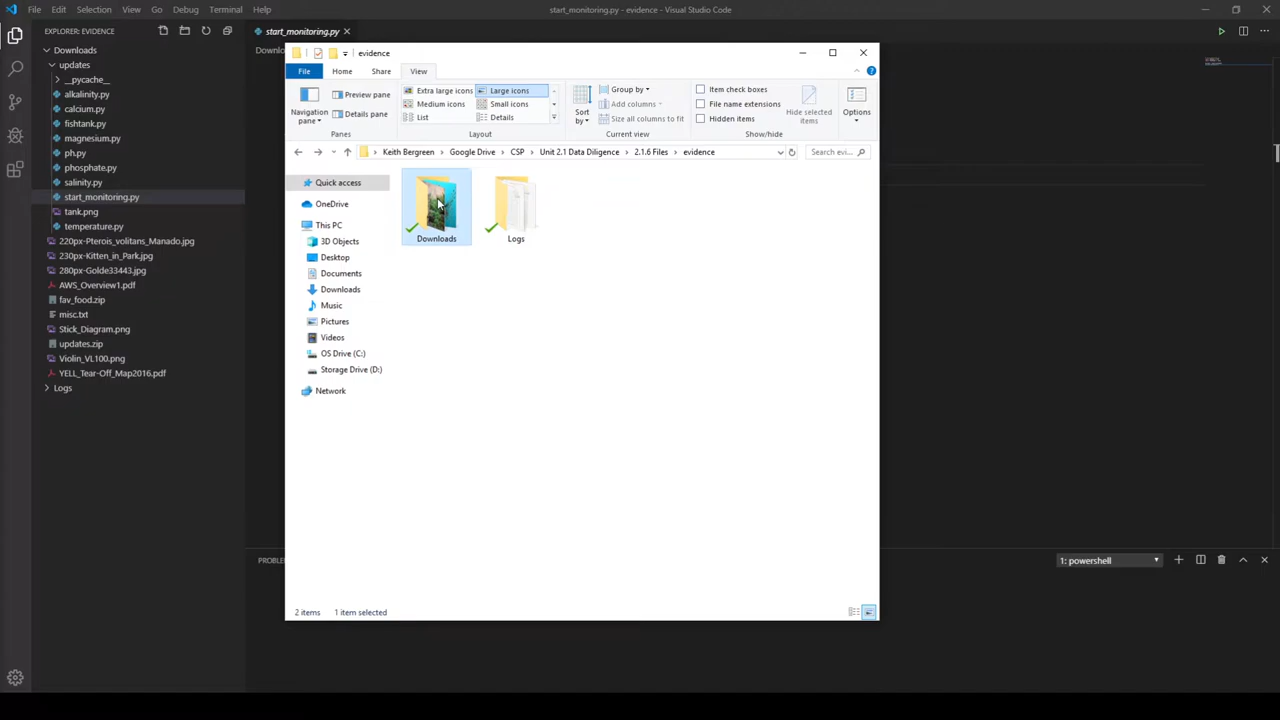 File Edit Selection View Go Debug Terminal Help
start_monitoring.py - evidence - Visual Studio Code
EXPLORER: EVIDENCE
Downloads
updates
__pycache__
alkalinity.py
calcium.py
fishtank.py
magnesium.py
ph.py
phosphate.py
salinity.py
start_monitoring.py
tank.png
temperature.py
220px-Pterois_volitans_Manado.jpg
230px-Kitten_in_Park.jpg
280px-Golde33443.jpg
AWS_Overview1.pdf
fav_food.zip
misc.txt
Stick_Diagram.png
updates.zip
Violin_VL100.png
YELL_Tear-Off_Map2016.pdf
Logs
start_monitoring.py
Downlo
evidence
File Home Share View
Navigation pane
Preview pane
Details pane
Panes
Extra large icons Large icons
Medium icons Small icons
List Details
Layout
Sort by
Group by
Add columns
Size all columns to fit
Current view
Item check boxes
File name extensions
Hidden items
Hide selected items
Show/hide
Options
Keith Bergreen > Google Drive > CSP > Unit 2.1 Data Diligence > 2.1.6 Files > evidence
Search evi...
Quick access
OneDrive
This PC
3D Objects
Desktop
Documents
Downloads
Music
Pictures
Videos
OS Drive (C:)
Storage Drive (D:)
Network
Downloads
Logs
2 items 1 item selected
PROBLE
1: powershell